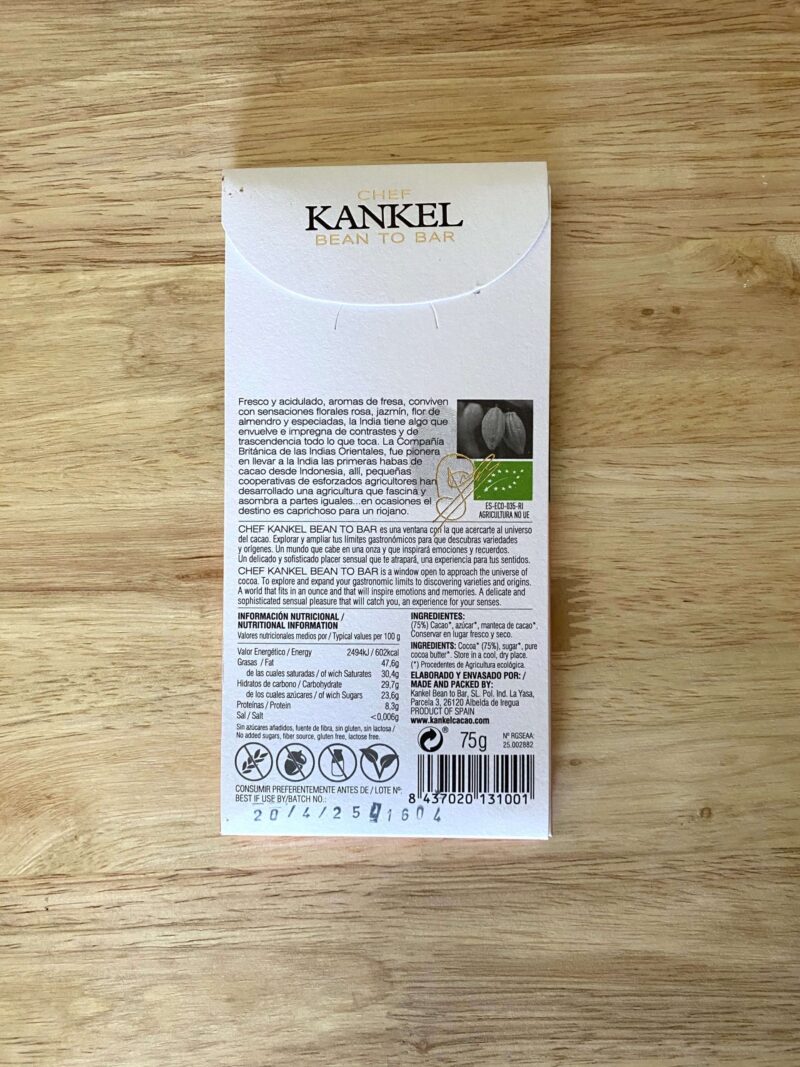 CHEF
KANKEL
BEAN TO BAR
Fresco y acidulado, aromas de fresa, conviven
con sensaciones florales rosa, jazmín, flor de
almendro y especiadas, la India tiene algo que
envuelve e impregna de contrastes y de
trascendencia todo lo que toca. La Compañía
Británica de las Indias Orientales, fue pionera
en llevar a la India las primeras habas de
cacao desde Indonesia, allí, pequeñas
cooperativas de esforzados agricultores han
desarrollado una agricultura que fascina y
asombra a partes iguales...en ocasiones el
destino es caprichoso para un riojano.
ES-ECO-035-RI
AGRICULTURA NO UE
CHEF KANKEL BEAN TO BAR es una ventana con la que acercarte al universo
del cacao. Explorar y ampliar tus límites gastronómicos para que descubras variedades
y orígenes. Un mundo que cabe en una onza y que inspirará emociones y recuerdos.
Un delicado y sofisticado placer sensual que te atrapará, una experiencia para tus sentidos.
CHEF KANKEL BEAN TO BAR is a window open to approach the universe of
cocoa. To explore and expand your gastronomic limits to discovering varieties and origins.
A world that fits in an ounce and that will inspire emotions and memories. A delicate and
sophisticated sensual pleasure that will catch you, an experience for your senses.
INFORMACIÓN NUTRICIONAL /
NUTRITIONAL INFORMATION
Valores nutricionales medios por / Typical values per 100 g
Valor Energético / Energy 2494kJ / 602kcal
Grasas / Fat 47,6g
de las cuales saturadas / of wich Saturates 30,4g
Hidratos de carbono / Carbohydrate 29,7g
de los cuales azúcares / of wich Sugars 23,6g
Proteínas / Protein 8,3g
Sal / Salt <0,006g
Sin azúcares añadidos, fuente de fibra, sin gluten, sin lactosa /
No added sugars, fiber source, gluten free, lactose free.
CONSUMIR PREFERENTEMENTE ANTES DE / LOTE Nº:
BEST IF USE BY/BATCH NO.:
20/4/25 1604
INGREDIENTES:
(75%) Cacao*, azúcar*, manteca de cacao*.
Conservar en lugar fresco y seco.
INGREDIENTS: Cocoa* (75%), sugar*, pure
cocoa butter*. Store in a cool, dry place.
(*) Procedentes de Agricultura ecológica.
ELABORADO Y ENVASADO POR: /
MADE AND PACKED BY:
Kankel Bean to Bar, SL. Pol. Ind. La Yasa,
Parcela 3, 26120 Albelda de Iregua
PRODUCT OF SPAIN
www.kankelcacao.com
75g
Nº RGSEAA:
25.002882
8 437020 131001